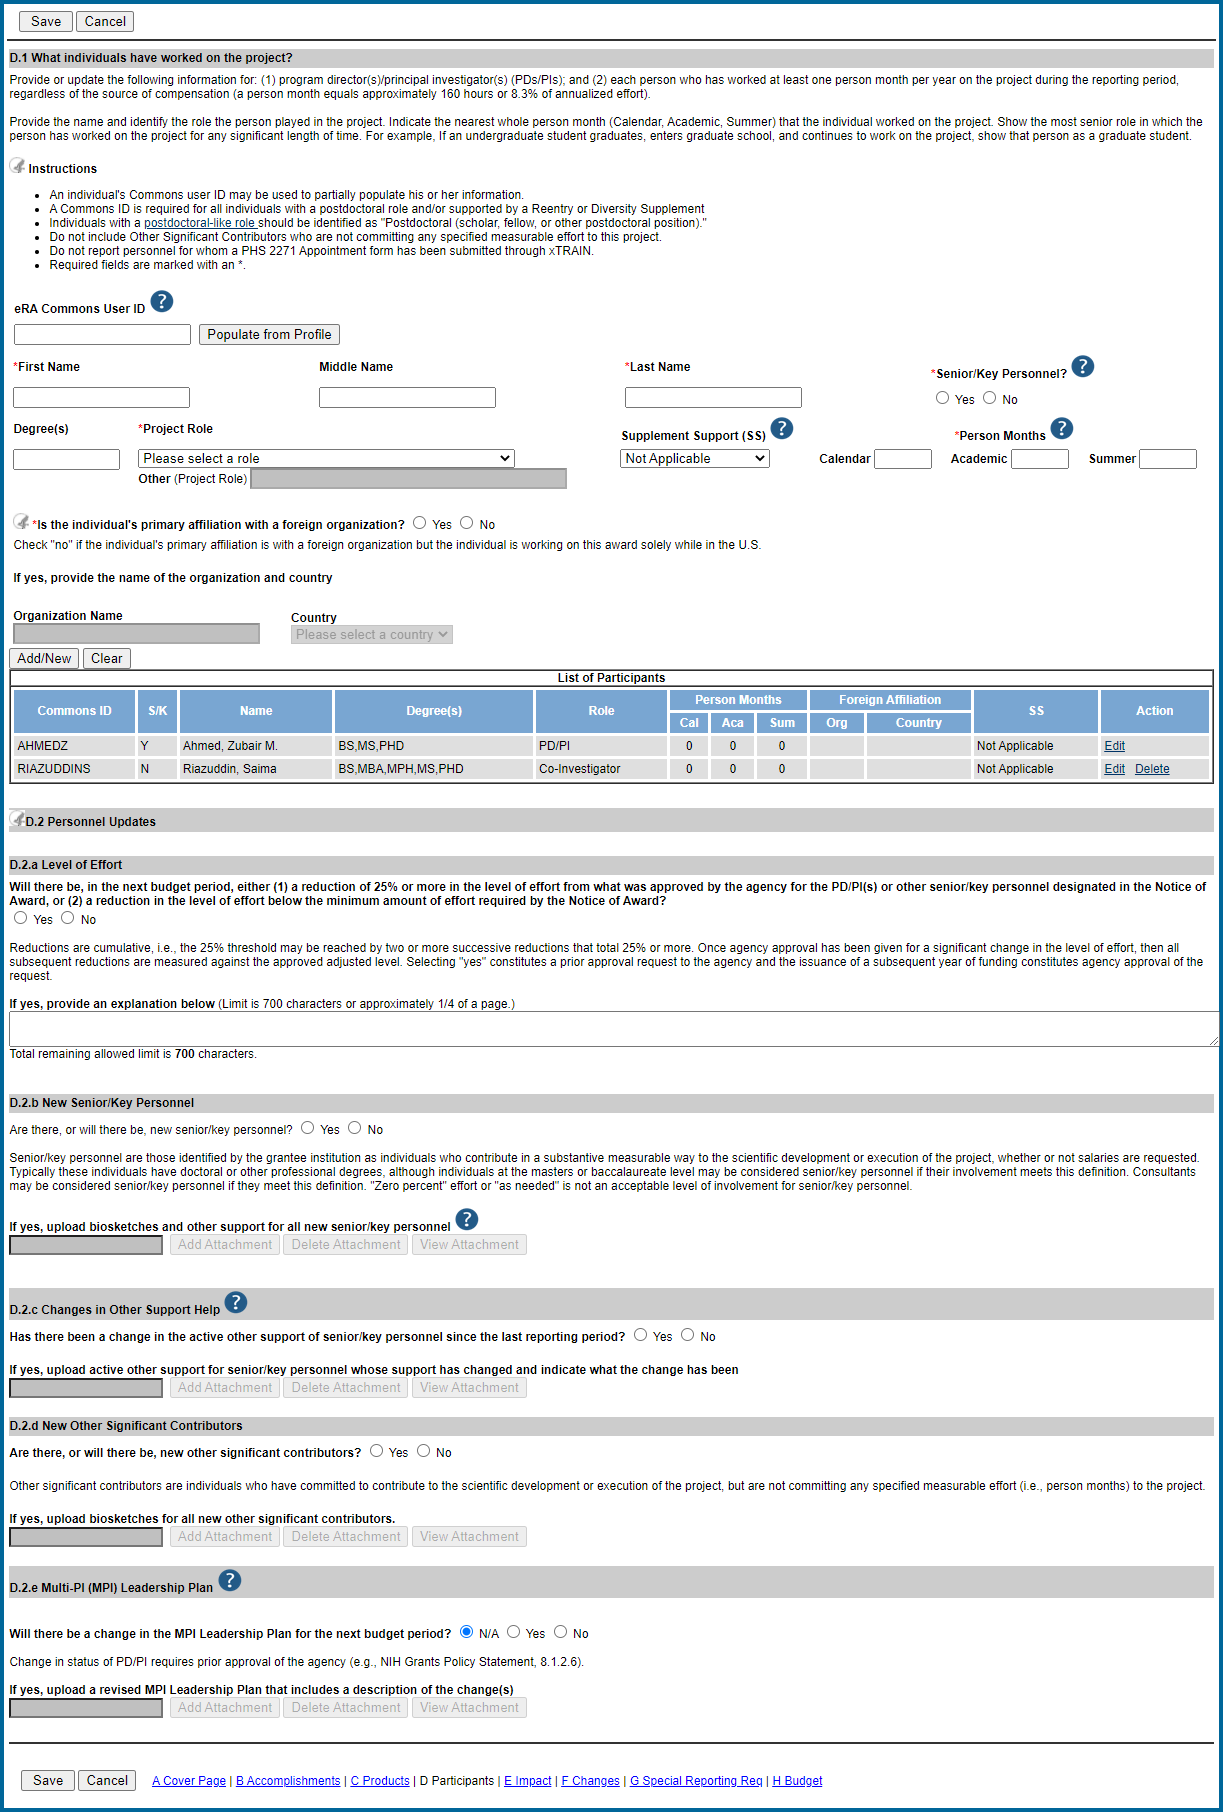 Save Cancel
D.1 What individuals have worked on the project?
Provide or update the following information for: (1) program director(s)/principal investigator(s) (PDs/PIs); and (2) each person who has worked at least one person month per year on the project during the reporting period,
regardless of the source of compensation (a person month equals approximately 160 hours or 8.3% of annualized effort).
Provide the name and identify the role the person played in the project. Indicate the nearest whole person month (Calendar, Academic, Summer) that the individual worked on the project. Show the most senior role in which the
person has worked on the project for any significant length of time. For example, If an undergraduate student graduates, enters graduate school, and continues to work on the project, show that person as a graduate student.
Instructions
• An individual's Commons user ID may be used to partially populate his or her information.
• A Commons ID is required for all individuals with a postdoctoral role and/or supported by a Reentry or Diversity Supplement
• Individuals with a postdoctoral-like role should be identified as "Postdoctoral (scholar, fellow, or other postdoctoral position)."
• Do not include Other Significant Contributors who are not committing any specified measurable effort to this project.
• Do not report personnel for whom a PHS 2271 Appointment form has been submitted through xTRAIN.
• Required fields are marked with an *.
eRA Commons User ID ?
Populate from Profile
*First Name Middle Name *Last Name *Senior/Key Personnel? ?
Yes No
Degree(s) *Project Role Supplement Support (SS) ? *Person Months ?
Please select a role Not Applicable Calendar Academic Summer
Other (Project Role)
*Is the individual's primary affiliation with a foreign organization? Yes No
Check "no" if the individual's primary affiliation is with a foreign organization but the individual is working on this award solely while in the U.S.
If yes, provide the name of the organization and country
Organization Name Country
Please select a country
Add/New Clear
List of Participants
Commons ID S/K Name Degree(s) Role Person Months Foreign Affiliation SS Action
Cal Aca Sum Org Country
AHMEDZ Y Ahmed, Zubair M. BS,MS,PHD PD/PI 0 0 0 Not Applicable Edit
RIAZUDDINS N Riazuddin, Saima BS,MBA,MPH,MS,PHD Co-Investigator 0 0 0 Not Applicable Edit Delete
D.2 Personnel Updates
D.2.a Level of Effort
Will there be, in the next budget period, either (1) a reduction of 25% or more in the level of effort from what was approved by the agency for the PD/PI(s) or other senior/key personnel designated in the Notice of
Award, or (2) a reduction in the level of effort below the minimum amount of effort required by the Notice of Award?
Yes No
Reductions are cumulative, i.e., the 25% threshold may be reached by two or more successive reductions that total 25% or more. Once agency approval has been given for a significant change in the level of effort, then all
subsequent reductions are measured against the approved adjusted level. Selecting "yes" constitutes a prior approval request to the agency and the issuance of a subsequent year of funding constitutes agency approval of the
request.
If yes, provide an explanation below (Limit is 700 characters or approximately 1/4 of a page.)
Total remaining allowed limit is 700 characters.
D.2.b New Senior/Key Personnel
Are there, or will there be, new senior/key personnel? Yes No
Senior/key personnel are those identified by the grantee institution as individuals who contribute in a substantive measurable way to the scientific development or execution of the project, whether or not salaries are requested.
Typically these individuals have doctoral or other professional degrees, although individuals at the masters or baccalaureate level may be considered senior/key personnel if their involvement meets this definition. Consultants
may be considered senior/key personnel if they meet this definition. "Zero percent" effort or "as needed" is not an acceptable level of involvement for senior/key personnel.
If yes, upload biosketches and other support for all new senior/key personnel ?
Add Attachment Delete Attachment View Attachment
D.2.c Changes in Other Support Help ?
Has there been a change in the active other support of senior/key personnel since the last reporting period? Yes No
If yes, upload active other support for senior/key personnel whose support has changed and indicate what the change has been
Add Attachment Delete Attachment View Attachment
D.2.d New Other Significant Contributors
Are there, or will there be, new other significant contributors? Yes No
Other significant contributors are individuals who have committed to contribute to the scientific development or execution of the project, but are not committing any specified measurable effort (i.e., person months) to the project.
If yes, upload biosketches for all new other significant contributors.
Add Attachment Delete Attachment View Attachment
D.2.e Multi-PI (MPI) Leadership Plan ?
Will there be a change in the MPI Leadership Plan for the next budget period? N/A Yes No
Change in status of PD/PI requires prior approval of the agency (e.g., NIH Grants Policy Statement, 8.1.2.6).
If yes, upload a revised MPI Leadership Plan that includes a description of the change(s)
Add Attachment Delete Attachment View Attachment
Save Cancel A Cover Page | B Accomplishments | C Products | D Participants | E Impact | F Changes | G Special Reporting Req | H Budget